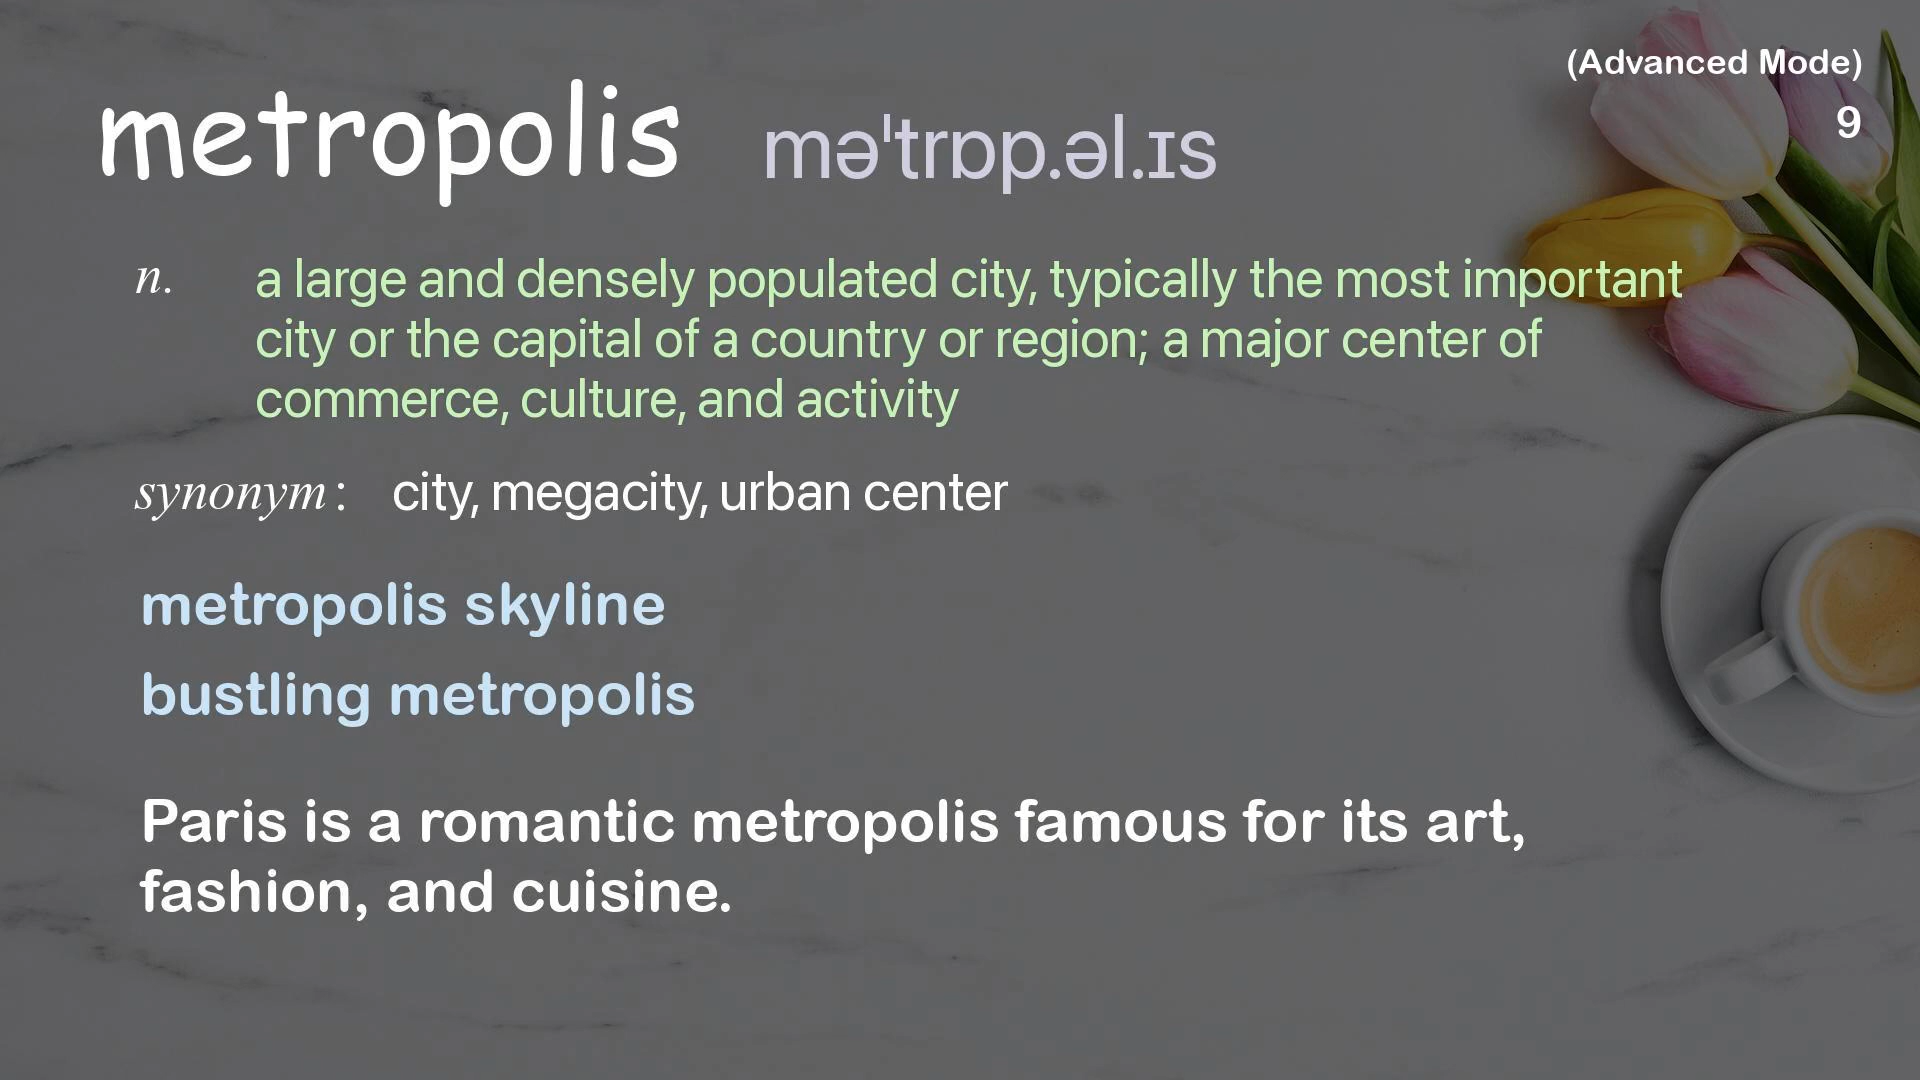 (Advanced Mode)
9
metropolis məˈtrɒp.əl.ɪs
n. a large and densely populated city, typically the most important
city or the capital of a country or region; a major center of
commerce, culture, and activity
synonym: city, megacity, urban center
metropolis skyline
bustling metropolis
Paris is a romantic metropolis famous for its art,
fashion, and cuisine.